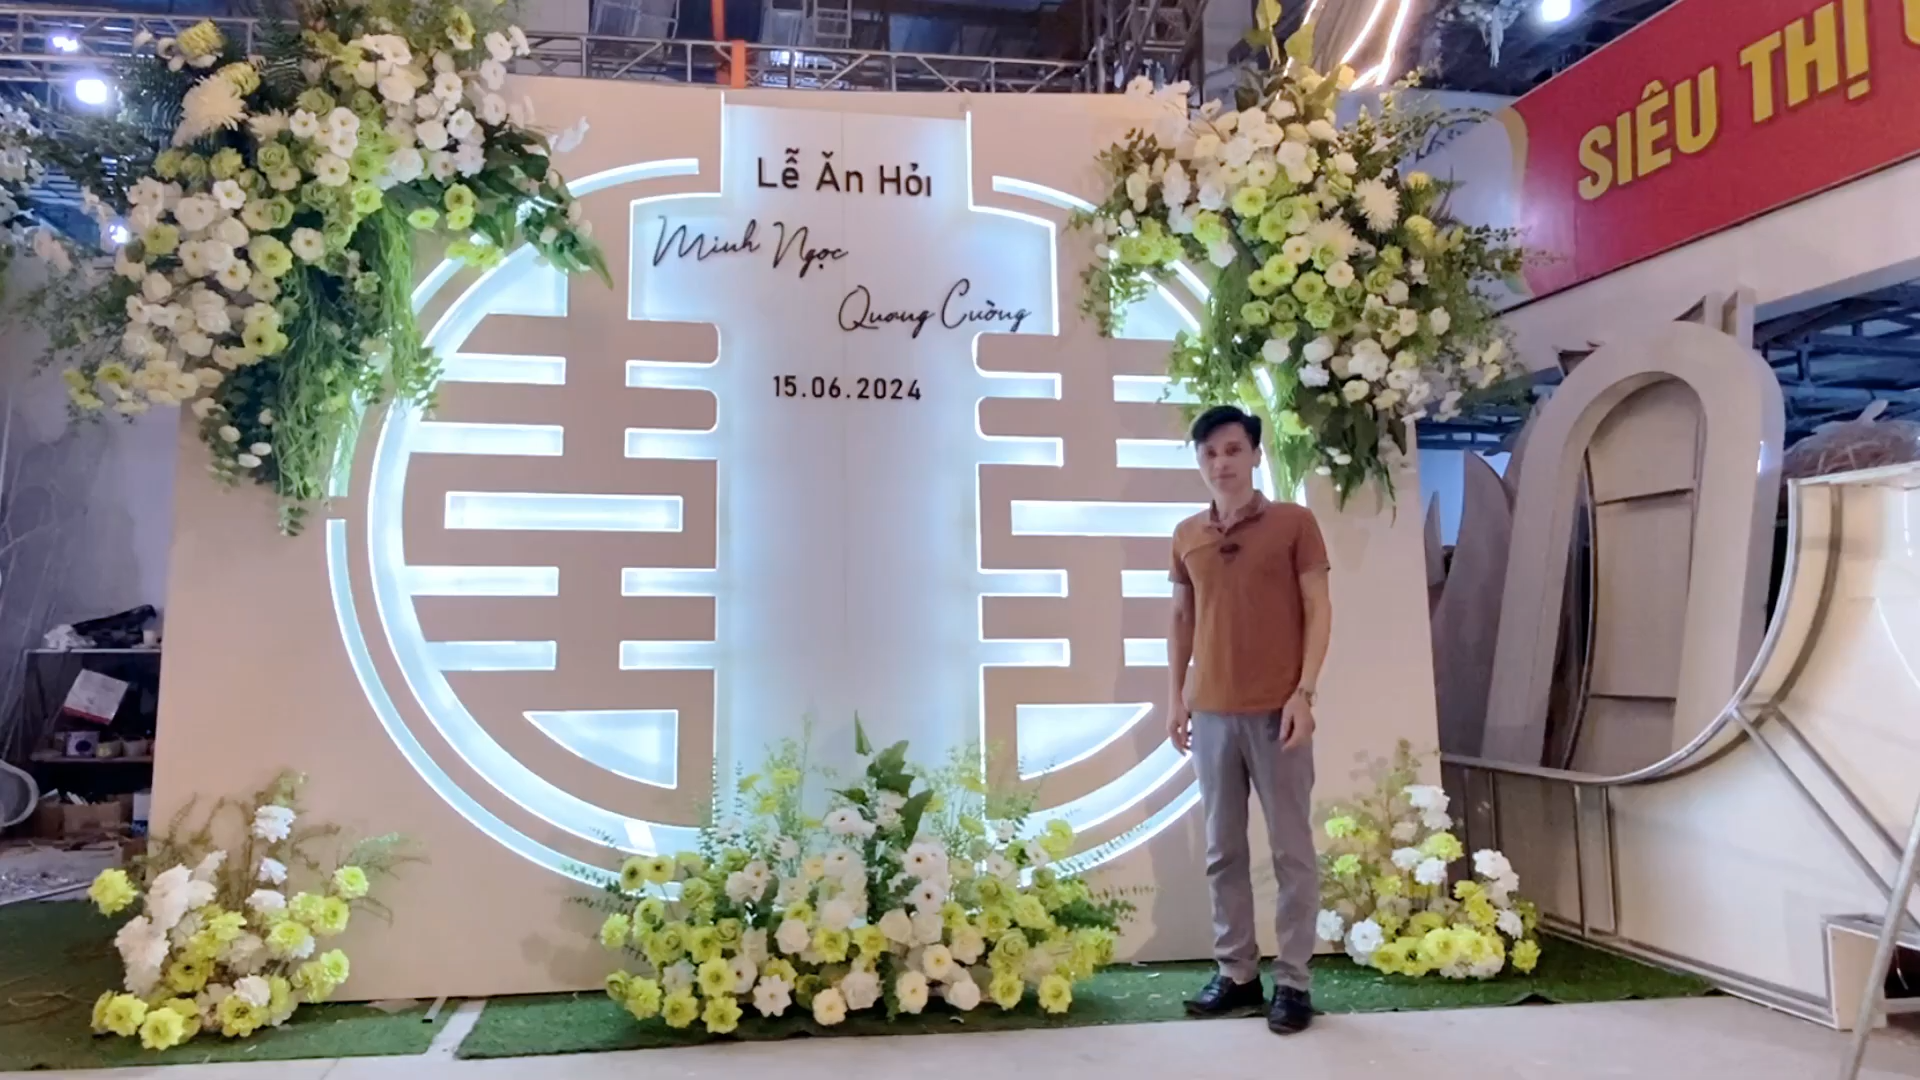 Lễ Ăn Hỏi
Minh Ngọc
Quang Cường
15.06.2024
SIÊU THỊ